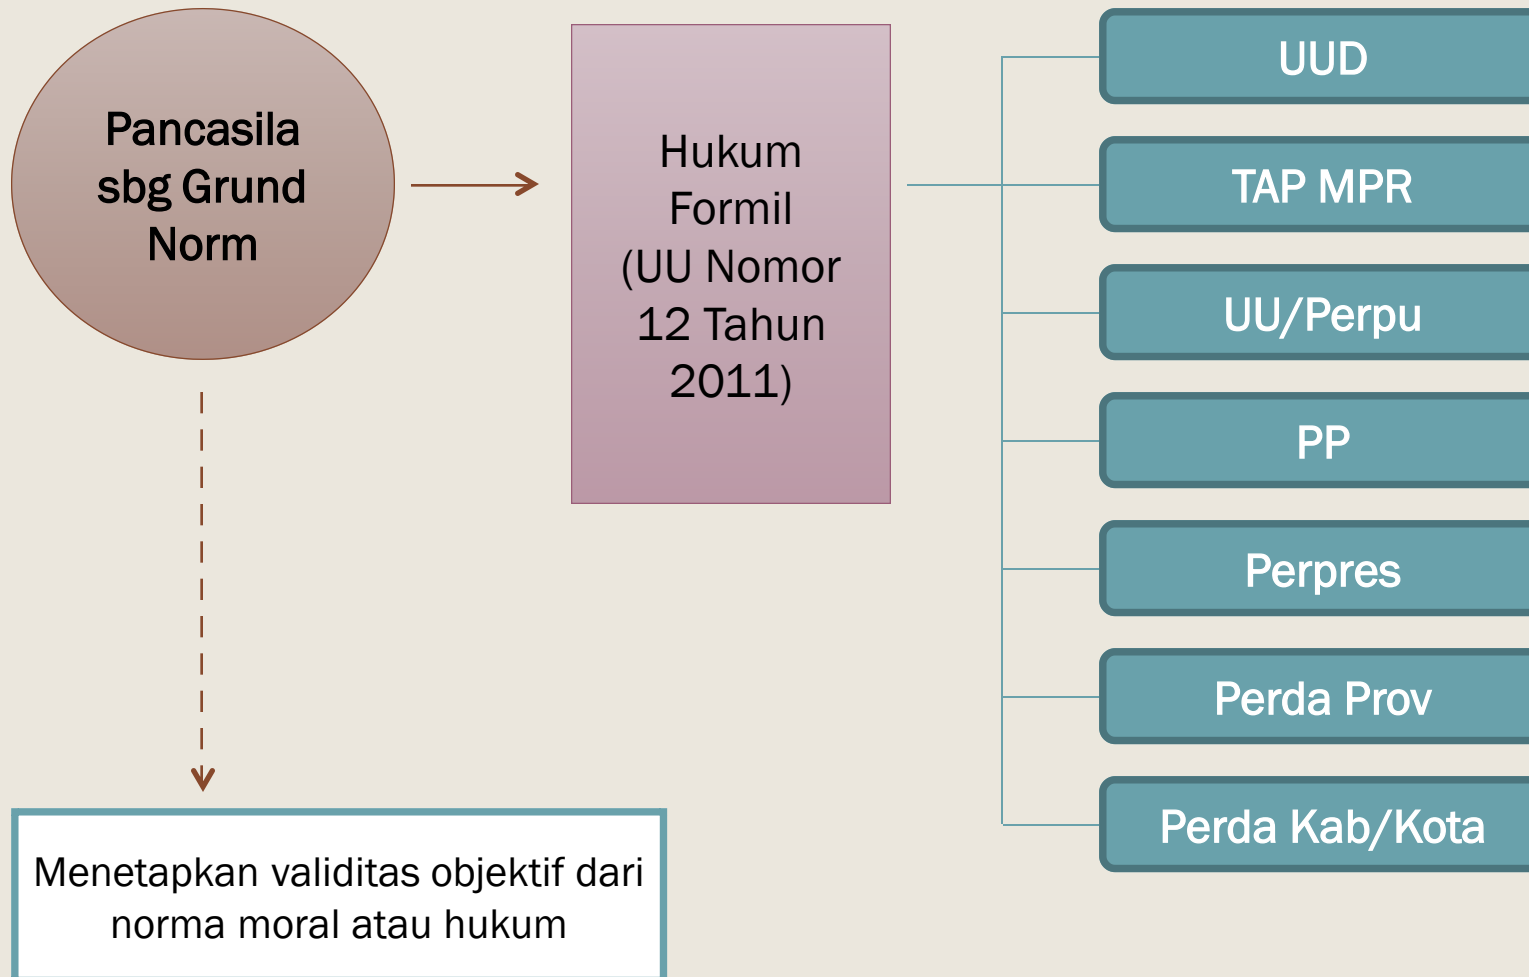 Pancasila
sbg Grund
Norm
Hukum
Formil
(UU Nomor
12 Tahun
2011)
UUD
TAP MPR
UU/Perpu
PP
Perpres
Perda Prov
Perda Kab/Kota
Menetapkan validitas objektif dari
norma moral atau hukum